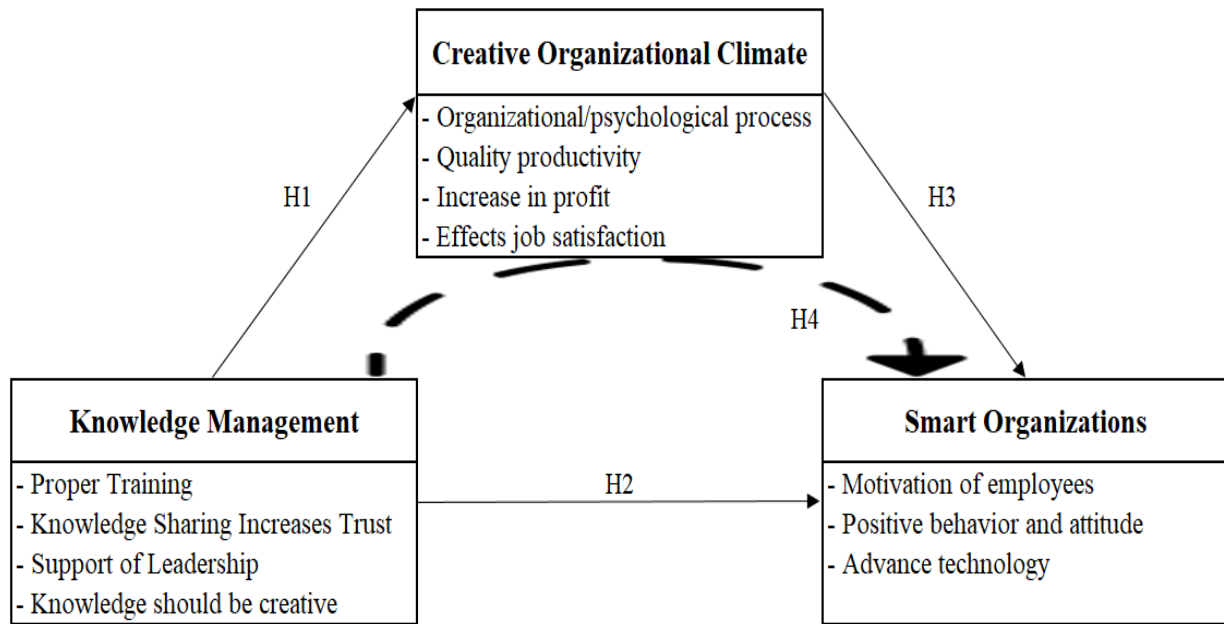 Creative Organizational Climate
- Organizational/psychological process
- Quality productivity
- Increase in profit
- Effects job satisfaction
H1
H3
H4
Knowledge Management
- Proper Training
- Knowledge Sharing Increases Trust
- Support of Leadership
- Knowledge should be creative
H2
Smart Organizations
- Motivation of employees
- Positive behavior and attitude
- Advance technology